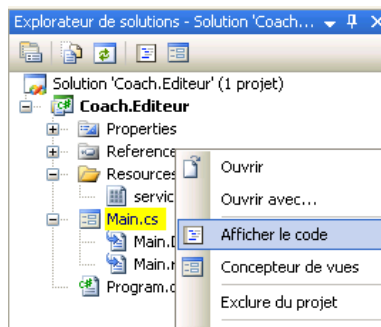 Explorateur de solutions - Solution 'Coach...
Solution 'Coach.Editeur' (1 projet)
Coach.Editeur
Properties
Reference
Resources
servic
Main.cs
Main.
Main.
Program.
Ouvrir
Ouvrir avec...
Afficher le code
Concepteur de vues
Exclure du projet